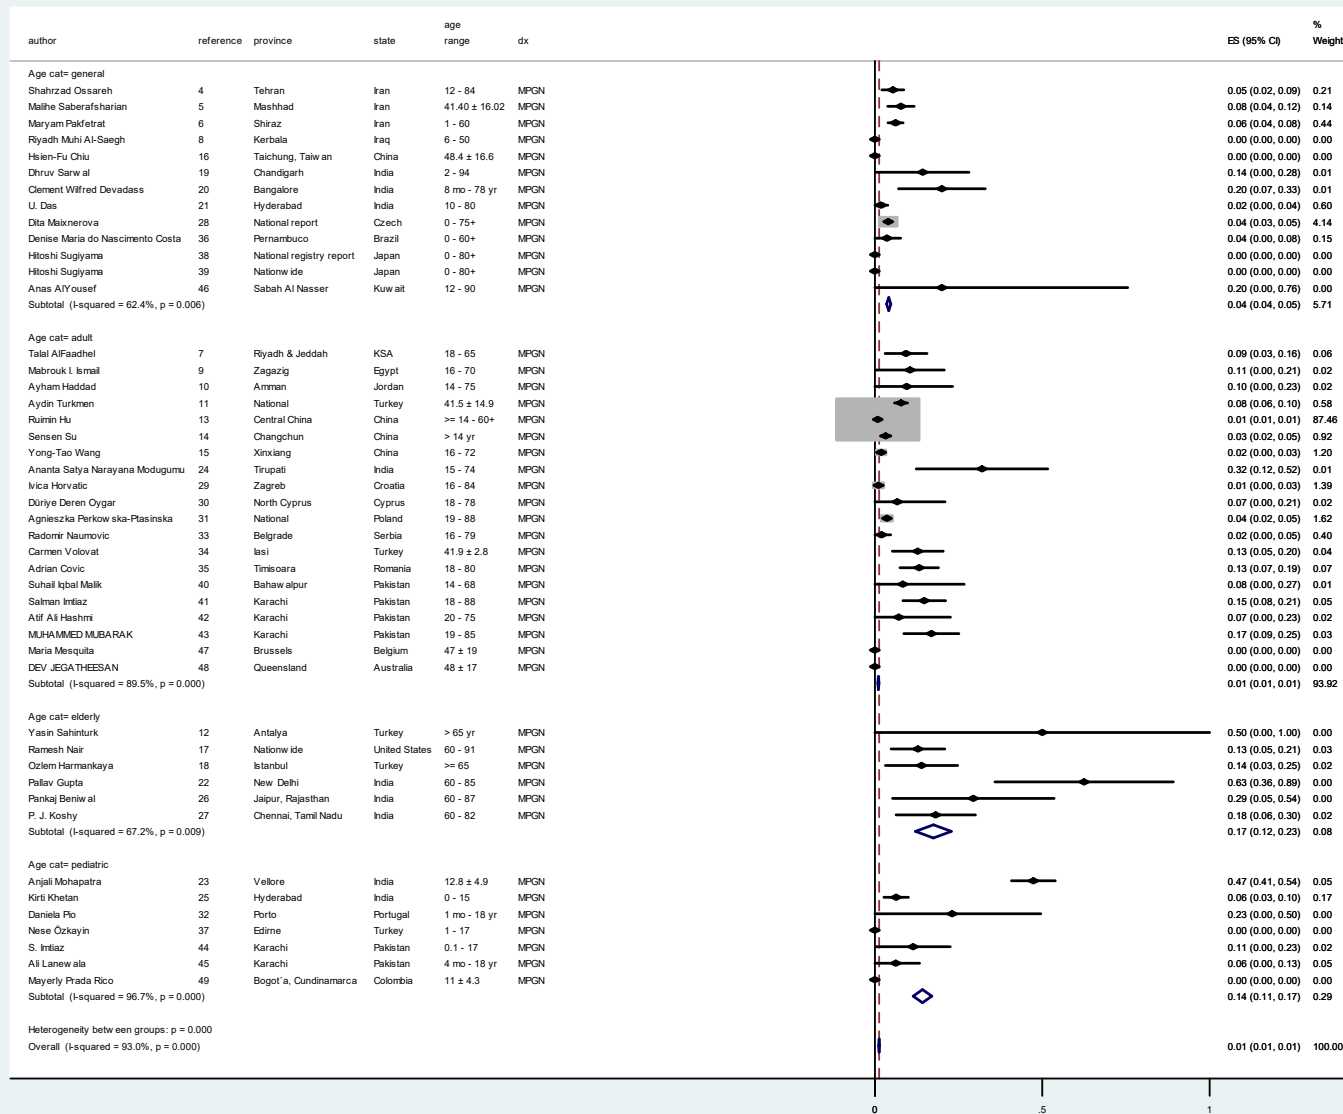 author reference province state age range dx ES (95% CI) % Weight
Age cat= general
Shahrzad Ossareh 4 Tehran Iran 12 - 84 MPGN 0.05 (0.02, 0.09) 0.21
Malihe Saberafsharian 5 Mashhad Iran 41.40 ± 16.02 MPGN 0.08 (0.04, 0.12) 0.14
Maryam Pakfetrat 6 Shiraz Iran 1 - 60 MPGN 0.06 (0.04, 0.08) 0.44
Riyadh Muhi Al-Saegh 8 Kerbala Iraq 6 - 50 MPGN 0.00 (0.00, 0.00) 0.00
Hsien-Fu Chiu 16 Taichung, Taiwan China 48.4 ± 16.6 MPGN 0.00 (0.00, 0.00) 0.00
Dhruv Sarwal 19 Chandigarh India 2 - 94 MPGN 0.14 (0.00, 0.28) 0.01
Clement Wilfred Devadass 20 Bangalore India 8 mo - 78 yr MPGN 0.20 (0.07, 0.33) 0.01
U. Das 21 Hyderabad India 10 - 80 MPGN 0.02 (0.00, 0.04) 0.60
Dita Maixnerova 28 National report Czech 0 - 75+ MPGN 0.04 (0.03, 0.05) 4.14
Denise Maria do Nascimento Costa 36 Pernambuco Brazil 0 - 60+ MPGN 0.04 (0.00, 0.08) 0.15
Hitoshi Sugiyama 38 National registry report Japan 0 - 80+ MPGN 0.00 (0.00, 0.00) 0.00
Hitoshi Sugiyama 39 Nationwide Japan 0 - 80+ MPGN 0.00 (0.00, 0.00) 0.00
Anas AlYousef 46 Sabah Al Nasser Kuwait 12 - 90 MPGN 0.20 (0.00, 0.76) 0.00
Subtotal (I-squared = 62.4%, p = 0.006) 0.04 (0.04, 0.05) 5.71
Age cat= adult
Talal AlFaadhel 7 Riyadh & Jeddah KSA 18 - 65 MPGN 0.09 (0.03, 0.16) 0.06
Mabrouk I. Ismail 9 Zagazig Egypt 16 - 70 MPGN 0.11 (0.00, 0.21) 0.02
Ayham Haddad 10 Amman Jordan 14 - 75 MPGN 0.10 (0.00, 0.23) 0.02
Aydin Turkmen 11 National Turkey 41.5 ± 14.9 MPGN 0.08 (0.06, 0.10) 0.58
Ruimin Hu 13 Central China China >= 14 - 60+ MPGN 0.01 (0.01, 0.01) 87.46
Sensen Su 14 Changchun China > 14 yr MPGN 0.03 (0.02, 0.05) 0.92
Yong-Tao Wang 15 Xinxiang China 16 - 72 MPGN 0.02 (0.00, 0.03) 1.20
Ananta Satya Narayana Modugumu 24 Tirupati India 15 - 74 MPGN 0.32 (0.12, 0.52) 0.01
Ivica Horvatic 29 Zagreb Croatia 16 - 84 MPGN 0.01 (0.00, 0.03) 1.39
Düriye Deren Oygar 30 North Cyprus Cyprus 18 - 78 MPGN 0.07 (0.00, 0.21) 0.02
Agnieszka Perkowska-Ptasinska 31 National Poland 19 - 88 MPGN 0.04 (0.02, 0.05) 1.62
Radomir Naumovic 33 Belgrade Serbia 16 - 79 MPGN 0.02 (0.00, 0.05) 0.40
Carmen Volovat 34 Iasi Turkey 41.9 ± 2.8 MPGN 0.13 (0.05, 0.20) 0.04
Adrian Covic 35 Timisoara Romania 18 - 80 MPGN 0.13 (0.07, 0.19) 0.07
Suhail Iqbal Malik 40 Bahawalpur Pakistan 14 - 68 MPGN 0.08 (0.00, 0.27) 0.01
Salman Imtiaz 41 Karachi Pakistan 18 - 88 MPGN 0.15 (0.08, 0.21) 0.05
Atif Ali Hashmi 42 Karachi Pakistan 20 - 75 MPGN 0.07 (0.00, 0.23) 0.02
MUHAMMED MUBARAK 43 Karachi Pakistan 19 - 85 MPGN 0.17 (0.09, 0.25) 0.03
Maria Mesquita 47 Brussels Belgium 47 ± 19 MPGN 0.00 (0.00, 0.00) 0.00
DEV JEGATHEESAN 48 Queensland Australia 48 ± 17 MPGN 0.00 (0.00, 0.00) 0.00
Subtotal (I-squared = 89.5%, p = 0.000) 0.01 (0.01, 0.01) 93.92
Age cat= elderly
Yasin Sahinturk 12 Antalya Turkey > 65 yr MPGN 0.50 (0.00, 1.00) 0.00
Ramesh Nair 17 Nationwide United States 60 - 91 MPGN 0.13 (0.05, 0.21) 0.03
Ozlem Harmankaya 18 Istanbul Turkey >= 65 MPGN 0.14 (0.03, 0.25) 0.02
Pallav Gupta 22 New Delhi India 60 - 85 MPGN 0.63 (0.36, 0.89) 0.00
Pankaj Beniwal 26 Jaipur, Rajasthan India 60 - 87 MPGN 0.29 (0.05, 0.54) 0.00
P. J. Koshy 27 Chennai, Tamil Nadu India 60 - 82 MPGN 0.18 (0.06, 0.30) 0.02
Subtotal (I-squared = 67.2%, p = 0.009) 0.17 (0.12, 0.23) 0.08
Age cat= pediatric
Anjali Mohapatra 23 Vellore India 12.8 ± 4.9 MPGN 0.47 (0.41, 0.54) 0.05
Kirti Khetan 25 Hyderabad India 0 - 15 MPGN 0.06 (0.03, 0.10) 0.17
Daniela Pio 32 Porto Portugal 1 mo - 18 yr MPGN 0.23 (0.00, 0.50) 0.00
Nese Özkayin 37 Edirne Turkey 1 - 17 MPGN 0.00 (0.00, 0.00) 0.00
S. Imtiaz 44 Karachi Pakistan 0.1 - 17 MPGN 0.11 (0.00, 0.23) 0.02
Ali Lanewala 45 Karachi Pakistan 4 mo - 18 yr MPGN 0.06 (0.00, 0.13) 0.05
Mayerly Prada Rico 49 Bogot´a, Cundinamarca Colombia 11 ± 4.3 MPGN 0.00 (0.00, 0.00) 0.00
Subtotal (I-squared = 96.7%, p = 0.000) 0.14 (0.11, 0.17) 0.29
Heterogeneity between groups: p = 0.000
Overall (I-squared = 93.0%, p = 0.000) 0.01 (0.01, 0.01) 100.00
0 .5 1